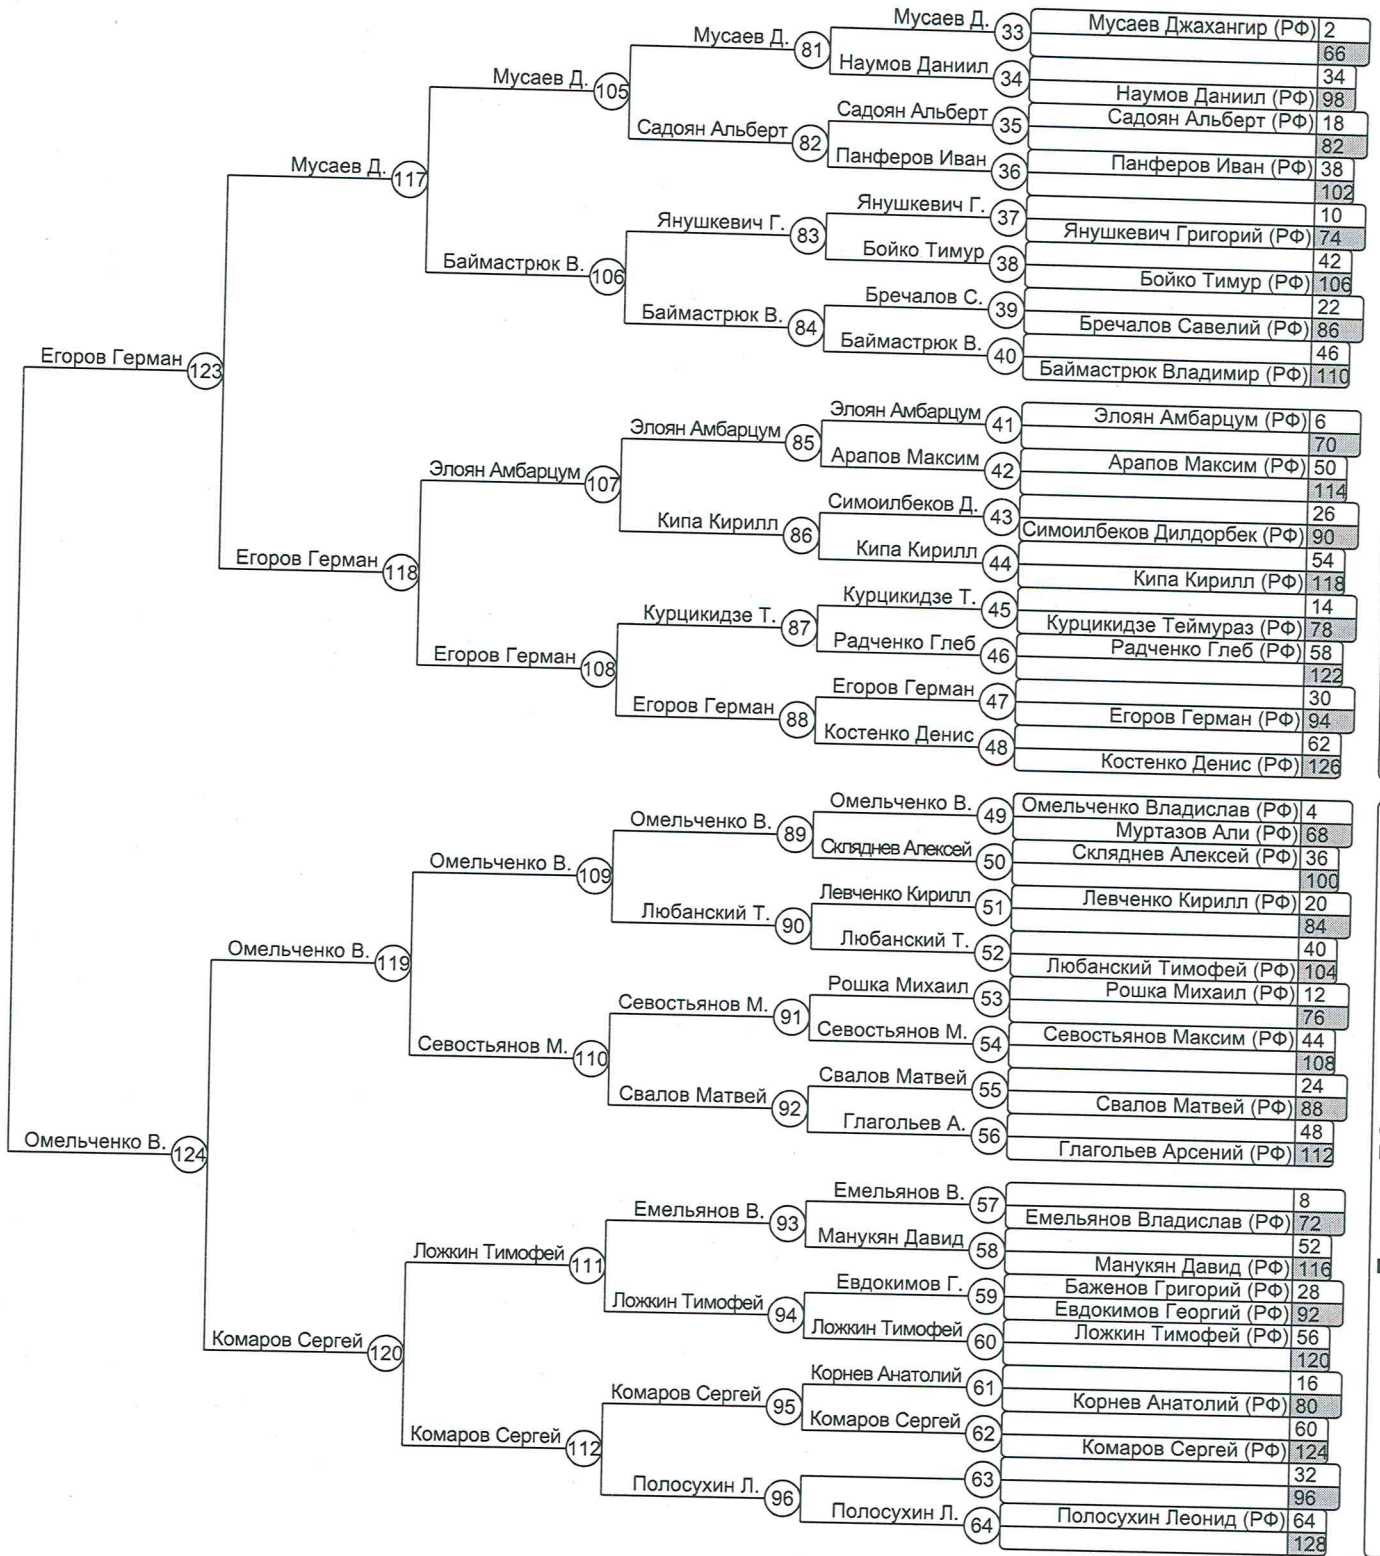 Мусаев Д. 33 Мусаев Джахангир (РФ) 2
Мусаев Д. 81 66
Наумов Даниил 34 34
Мусаев Д. 105 Наумов Даниил (РФ) 98
Садоян Альберт 35 Садоян Альберт (РФ) 18
Садоян Альберт 82 82
Панферов Иван 36 Панферов Иван (РФ) 38
Мусаев Д. 117 102
Янушкевич Г. 37 10
Янушкевич Г. 83 Янушкевич Григорий (РФ) 74
Бойко Тимур 38 42
Баймастрюк В. 106 Бойко Тимур (РФ) 106
Бречалов С. 39 22
Баймастрюк В. 84 Бречалов Савелий (РФ) 86
Баймастрюк В. 40 46
Егоров Герман 123 Баймастрюк Владимир (РФ) 110
Элоян Амбарцум 41 Элоян Амбарцум (РФ) 6
Элоян Амбарцум 85 70
Арапов Максим 42 Арапов Максим (РФ) 50
Элоян Амбарцум 107 114
Симоилбеков Д. 43 26
Кипа Кирилл 86 Симоилбеков Дилдорбек (РФ) 90
Кипа Кирилл 44 54
Егоров Герман 118 Кипа Кирилл (РФ) 118
Курцикидзе Т. 45 14
Курцикидзе Т. 87 Курцикидзе Теймураз (РФ) 78
Радченко Глеб 46 Радченко Глеб (РФ) 58
Егоров Герман 108 122
Егоров Герман 47 30
Егоров Герман 88 Егоров Герман (РФ) 94
Костенко Денис 48 62
Костенко Денис (РФ) 126
Омельченко В. 49 Омельченко Владислав (РФ) 4
Омельченко В. 89 Муртазов Али (РФ) 68
Скляднев Алексей 50 Скляднев Алексей (РФ) 36
Омельченко В. 109 100
Левченко Кирилл 51 Левченко Кирилл (РФ) 20
Любанский Т. 90 84
Любанский Т. 52 40
Омельченко В. 119 Любанский Тимофей (РФ) 104
Рошка Михаил 53 Рошка Михаил (РФ) 12
Севостьянов М. 91 76
Севостьянов М. 54 Севостьянов Максим (РФ) 44
Севостьянов М. 110 108
Свалов Матвей 55 24
Свалов Матвей 92 Свалов Матвей (РФ) 88
Глагольев А. 56 48
Омельченко В. 124 Глагольев Арсений (РФ) 112
Емельянов В. 57 8
Емельянов В. 93 Емельянов Владислав (РФ) 72
Манукян Давид 58 52
Ложкин Тимофей 111 Манукян Давид (РФ) 116
Евдокимов Г. 59 Баженов Григорий (РФ) 28
Ложкин Тимофей 94 Евдокимов Георгий (РФ) 92
Ложкин Тимофей 60 Ложкин Тимофей (РФ) 56
Комаров Сергей 120 120
Корнев Анатолий 61 16
Комаров Сергей 95 Корнев Анатолий (РФ) 80
Комаров Сергей 62 60
Комаров Сергей 112 Комаров Сергей (РФ) 124
63 32
Полосухин Л. 96 96
Полосухин Л. 64 Полосухин Леонид (РФ) 64
128